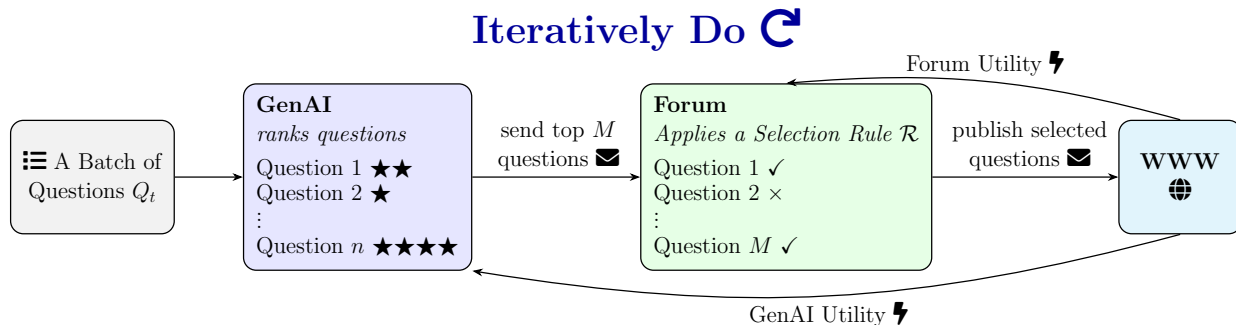 Iteratively Do
Forum Utility
GenAI
ranks questions
Question 1 ★★
Question 2 ★
⋮
Question n ★★★★
Forum
Applies a Selection Rule ℛ
Question 1 ✓
Question 2 ×
⋮
Question M ✓
A Batch of
Questions Qₜ
send top M
questions
publish selected
questions
WWW
GenAI Utility